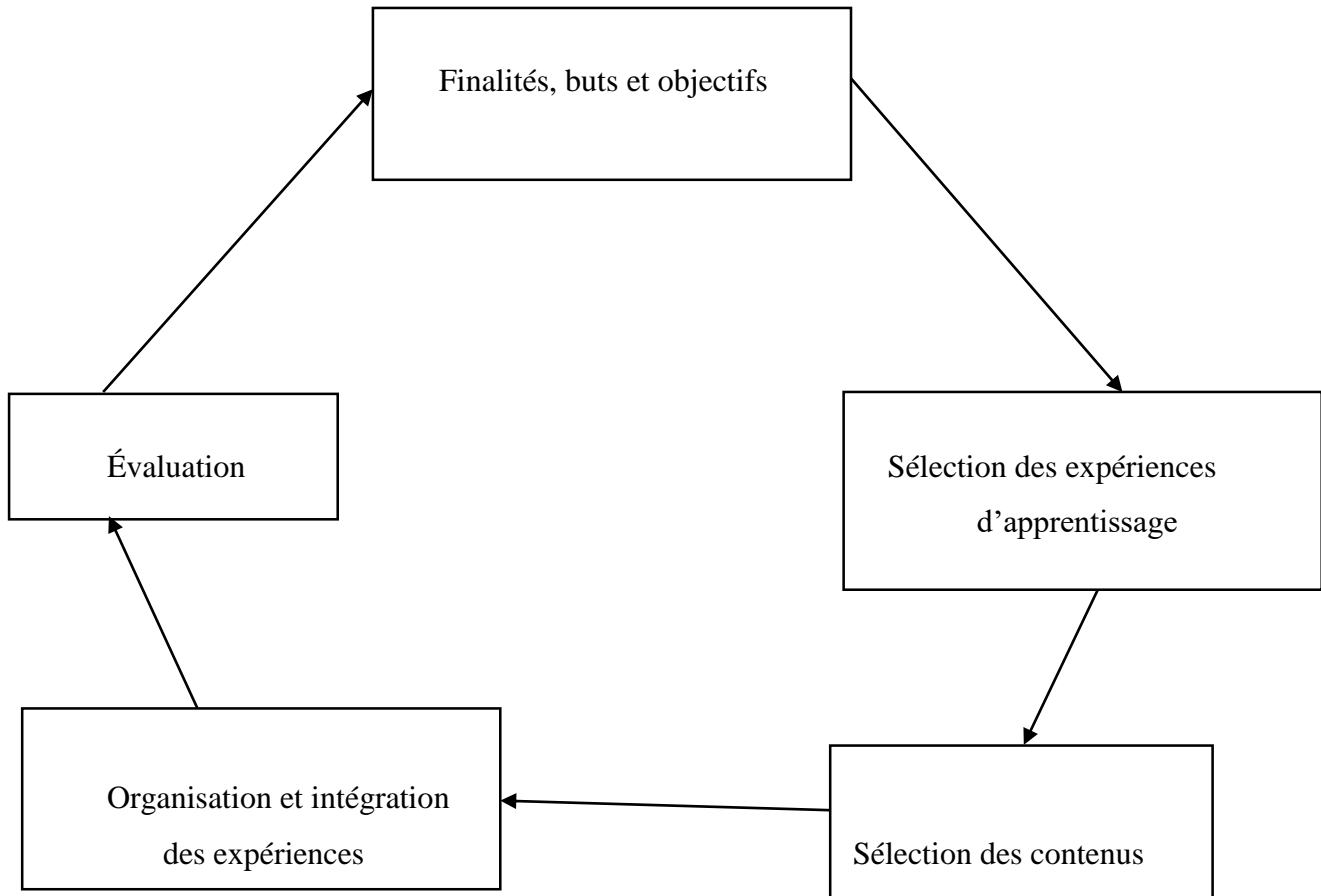 Finalités, buts et objectifs
Évaluation
Sélection des expériences
d’apprentissage
Organisation et intégration
des expériences
Sélection des contenus